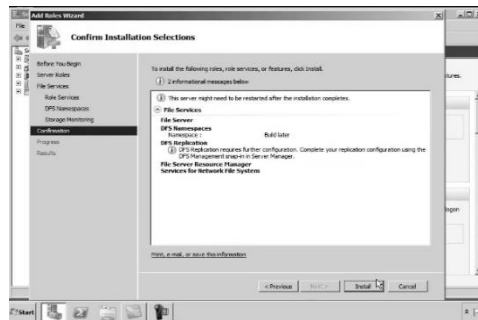 Add Roles Wizard
Confirm Installation Selections
Before You Begin
Server Roles
File Services
Role Services
DFS Namespaces
Storage Monitoring
Confirmation
Progress
Results
To install the following roles, role services, or features, click Install.
2 informational messages below
This server might need to be restarted after the installation completes.
File Services
File Server
DFS Namespaces
Namespace : Build later
DFS Replication
DFS Replication requires further configuration. Complete your replication configuration using the
DFS Management snap-in in Server Manager.
File Server Resource Manager
Services for Network File System
Print, e-mail, or save this information
< Previous Next > Install Cancel
Start